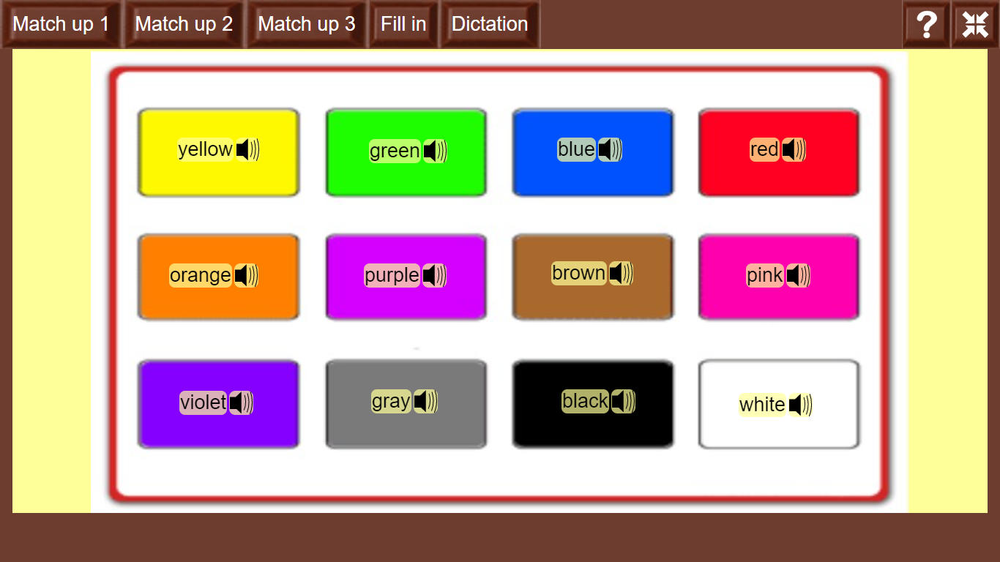 Match up 1 Match up 2 Match up 3 Fill in Dictation ?
yellow green blue red
orange purple brown pink
violet gray black white